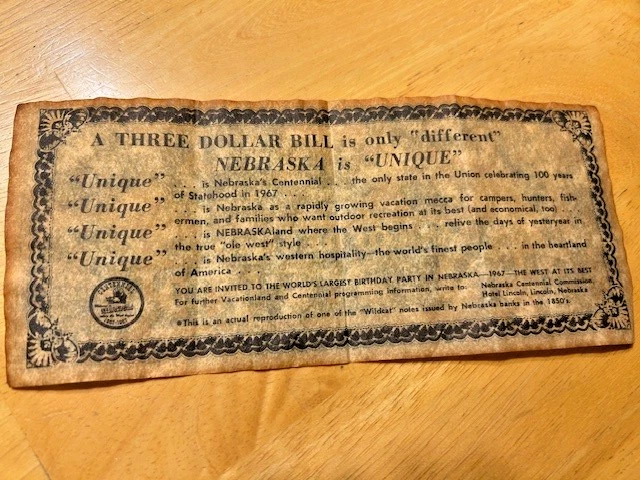 A THREE DOLLAR BILL is only "different"
NEBRASKA is "UNIQUE"
"Unique" . . . is Nebraska's Centennial . . . the only state in the Union celebrating 100 years
of Statehood in 1967 . . . .
"Unique" . . . is Nebraska as a rapidly growing vacation mecca for campers, hunters, fish-
ermen, and families who want outdoor recreation at its best (and economical, too) . . .
"Unique" . . . is NEBRASKAland where the West begins . . . relive the days of yesteryear in
the true "ole west" style . . . .
"Unique" . . . is Nebraska's western hospitality—the world's finest people . . . in the heartland
of America . . .
YOU ARE INVITED TO THE WORLD'S LARGEST BIRTHDAY PARTY IN NEBRASKA—1967—THE WEST AT ITS BEST
For further Vacationland and Centennial programming information, write to: Nebraska Centennial Commission
Hotel Lincoln, Lincoln, Nebraska
*This is an actual reproduction of one of the "Wildcat" notes issued by Nebraska banks in the 1850's.